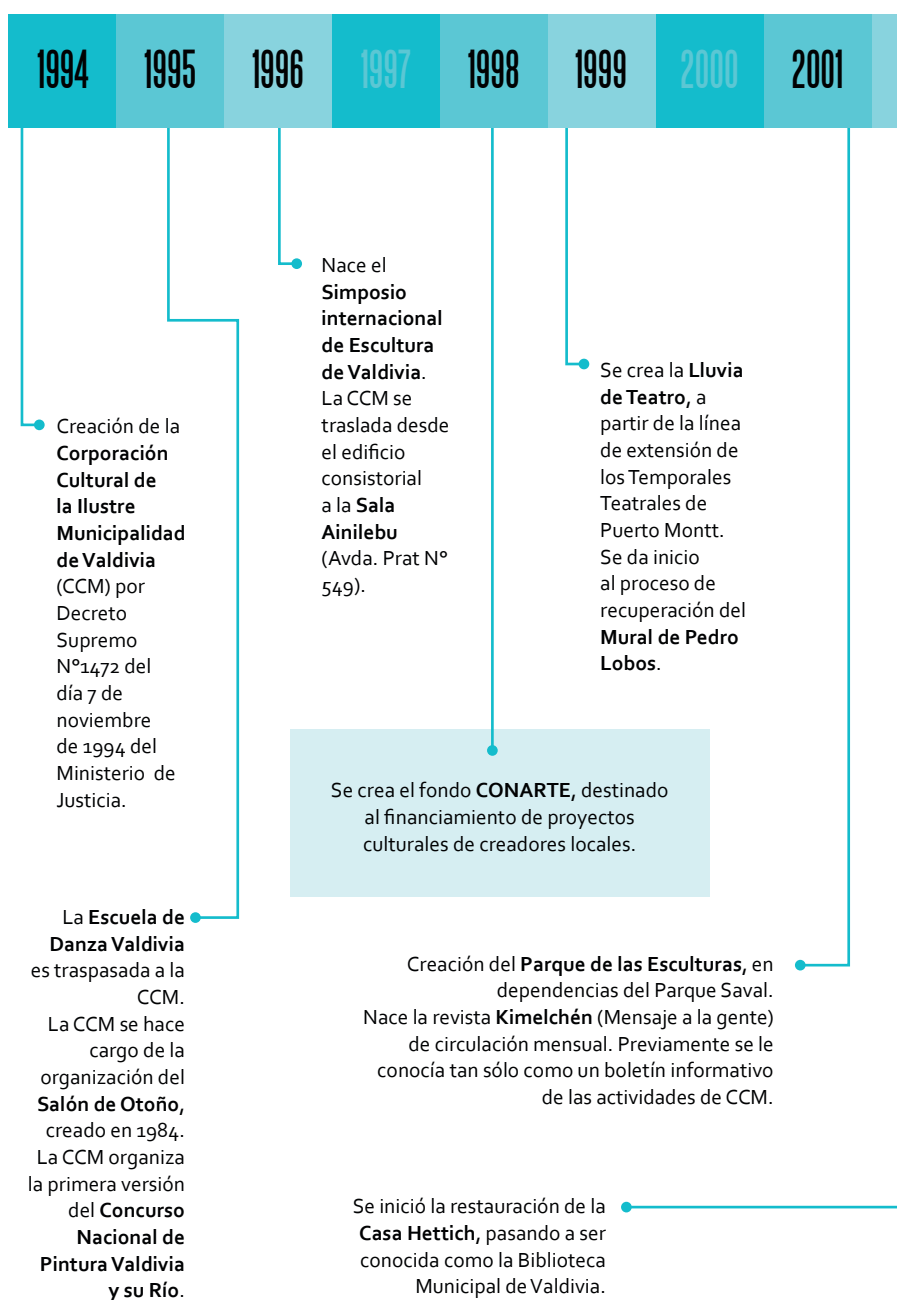 1994 1995 1996 1997 1998 1999 2000 2001
Nace el
Simposio
internacional
de Escultura
de Valdivia.
La CCM se
traslada desde
el edificio
consistorial
a la Sala
Ainilebu
(Avda. Prat N°
549).
Se crea la Lluvia
de Teatro, a
partir de la línea
de extensión de
los Temporales
Teatrales de
Puerto Montt.
Se da inicio
al proceso de
recuperación del
Mural de Pedro
Lobos.
Creación de la
Corporación
Cultural de
la Ilustre
Municipalidad
de Valdivia
(CCM) por
Decreto
Supremo
N°1472 del
día 7 de
noviembre
de 1994 del
Ministerio de
Justicia.
Se crea el fondo CONARTE, destinado
al financiamiento de proyectos
culturales de creadores locales.
La Escuela de
Danza Valdivia
es traspasada a la
CCM.
La CCM se hace
cargo de la
organización del
Salón de Otoño,
creado en 1984.
La CCM organiza
la primera versión
del Concurso
Nacional de
Pintura Valdivia
y su Río.
Creación del Parque de las Esculturas, en
dependencias del Parque Saval.
Nace la revista Kimelchén (Mensaje a la gente)
de circulación mensual. Previamente se le
conocía tan sólo como un boletín informativo
de las actividades de CCM.
Se inició la restauración de la
Casa Hettich, pasando a ser
conocida como la Biblioteca
Municipal de Valdivia.